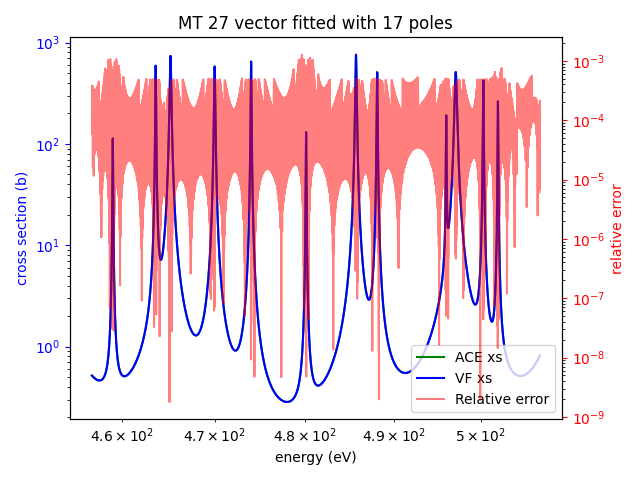 MT 27 vector fitted with 17 poles
10³
10²
10¹
10⁰
cross section (b)
10⁻³
10⁻⁴
10⁻⁵
10⁻⁶
10⁻⁷
10⁻⁸
10⁻⁹
relative error
ACE xs
VF xs
Relative error
4.6 × 10² 4.7 × 10² 4.8 × 10² 4.9 × 10² 5 × 10²
energy (eV)